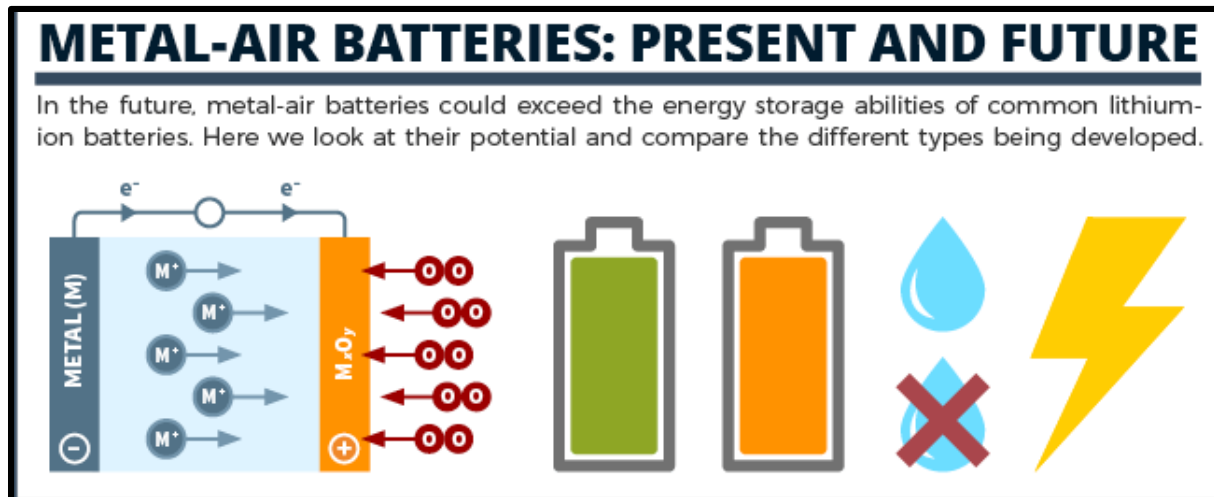 METAL-AIR BATTERIES: PRESENT AND FUTURE
In the future, metal-air batteries could exceed the energy storage abilities of common lithium-
ion batteries. Here we look at their potential and compare the different types being developed.
e⁻ e⁻
METAL (M)
M⁺
M⁺
M⁺
M⁺
M⁺
MₓOᵧ
OO
OO
OO
OO
OO
− +